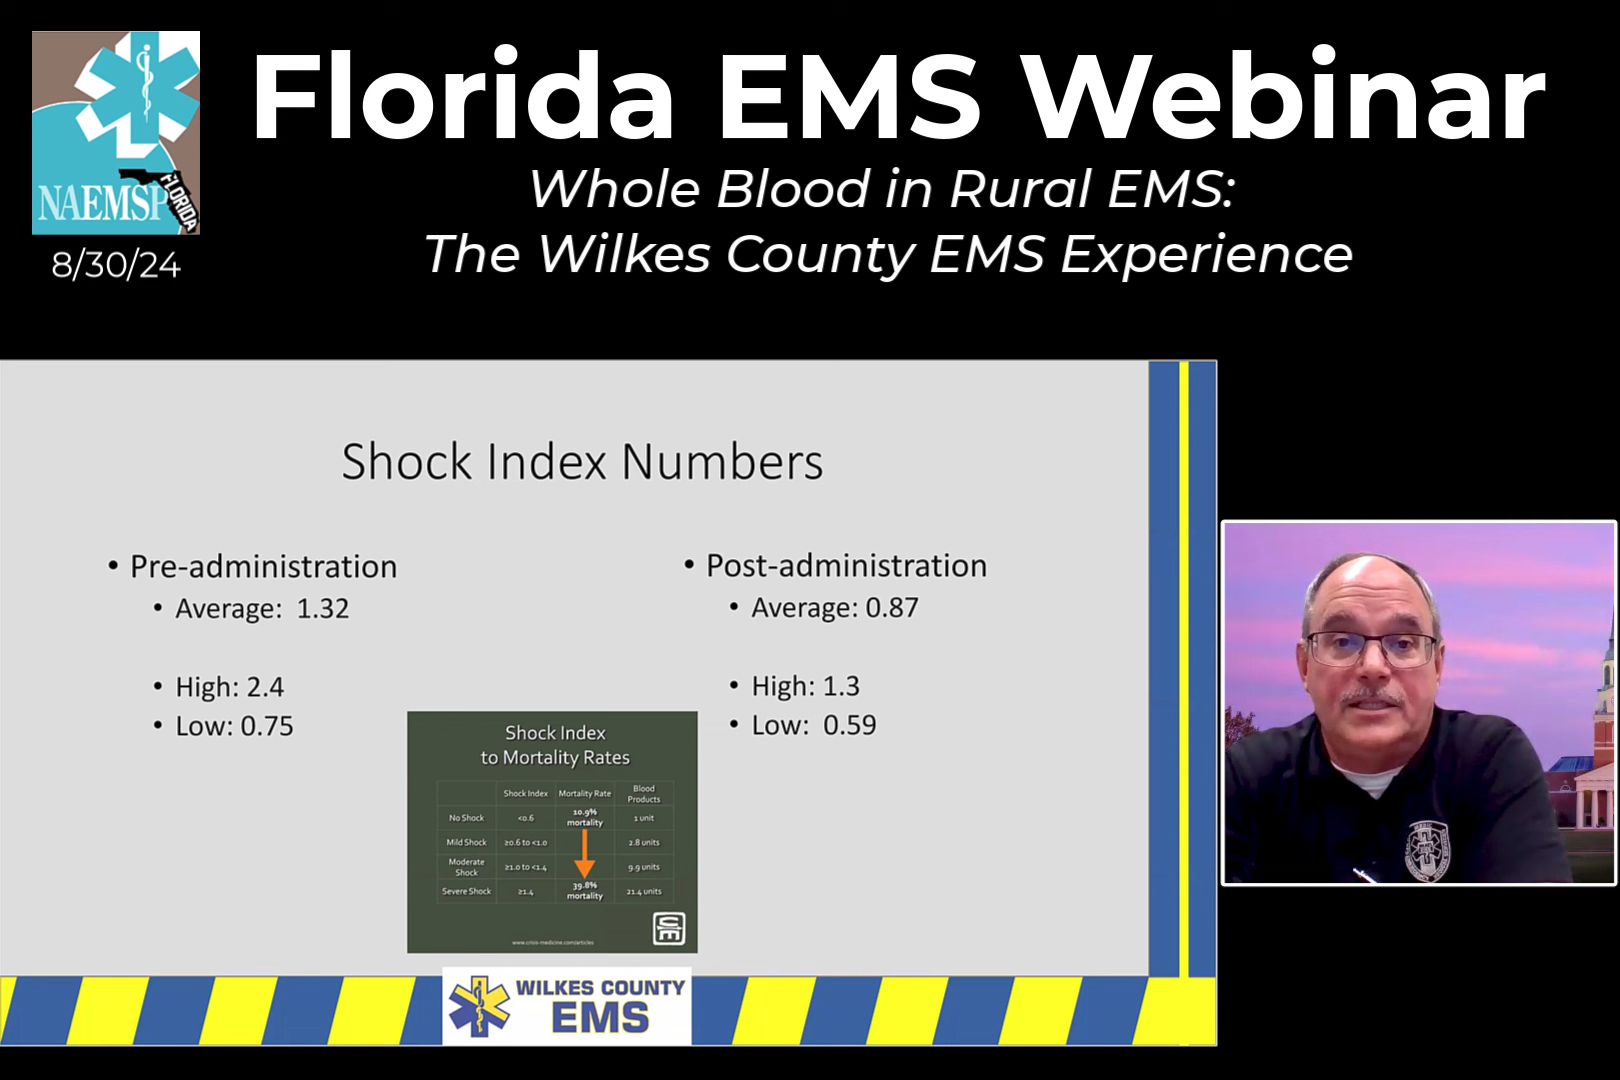 Florida EMS Webinar
Whole Blood in Rural EMS:
The Wilkes County EMS Experience
NAEMSP
FLORIDA
8/30/24
Shock Index Numbers
• Pre-administration
• Average: 1.32
• High: 2.4
• Low: 0.75
• Post-administration
• Average: 0.87
• High: 1.3
• Low: 0.59
Shock Index
to Mortality Rates
Shock Index Mortality Rate Blood Products
No Shock <0.6 10.9% mortality 1 unit
Mild Shock ≥0.6 to <1.0 2.8 units
Moderate Shock ≥1.0 to <1.4 9.9 units
Severe Shock ≥1.4 39.8% mortality 21.4 units
www.crisis-medicine.com/articles
WILKES COUNTY
EMS